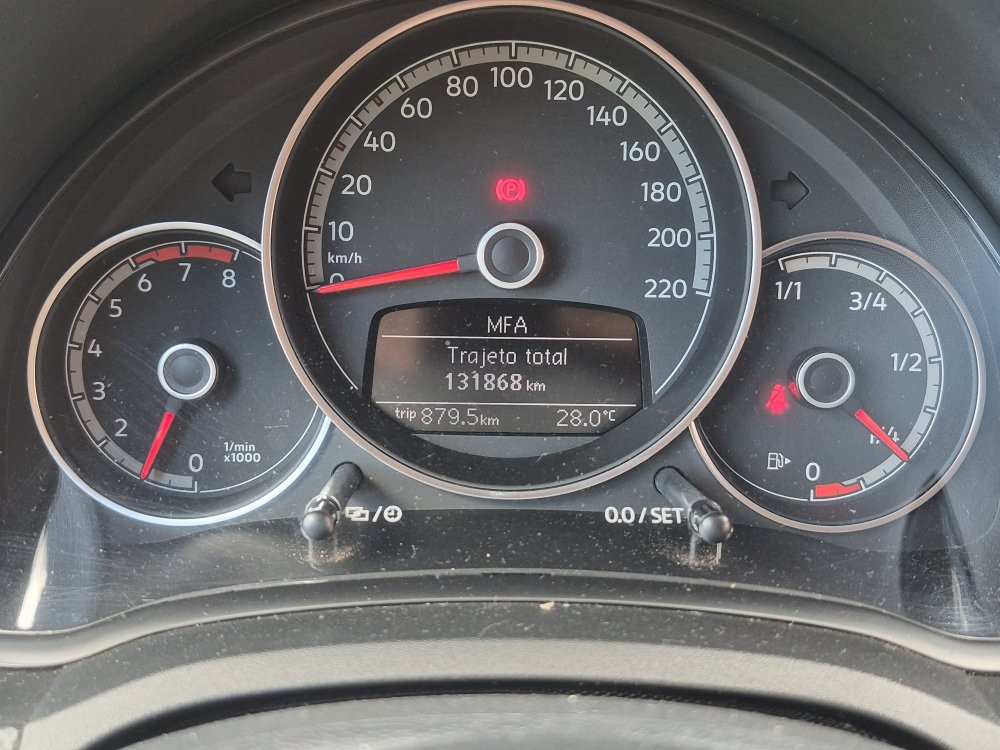 100
80
120
60
140
40
160
20
180
10
200
km/h
0
220
P
8
7
6
5
4
3
2
0
1/min
x1000
1/1
3/4
1/2
1/4
0
MFA
Trajeto total
131868 km
trip 879.5 km 28.0°C
0.0 / SET